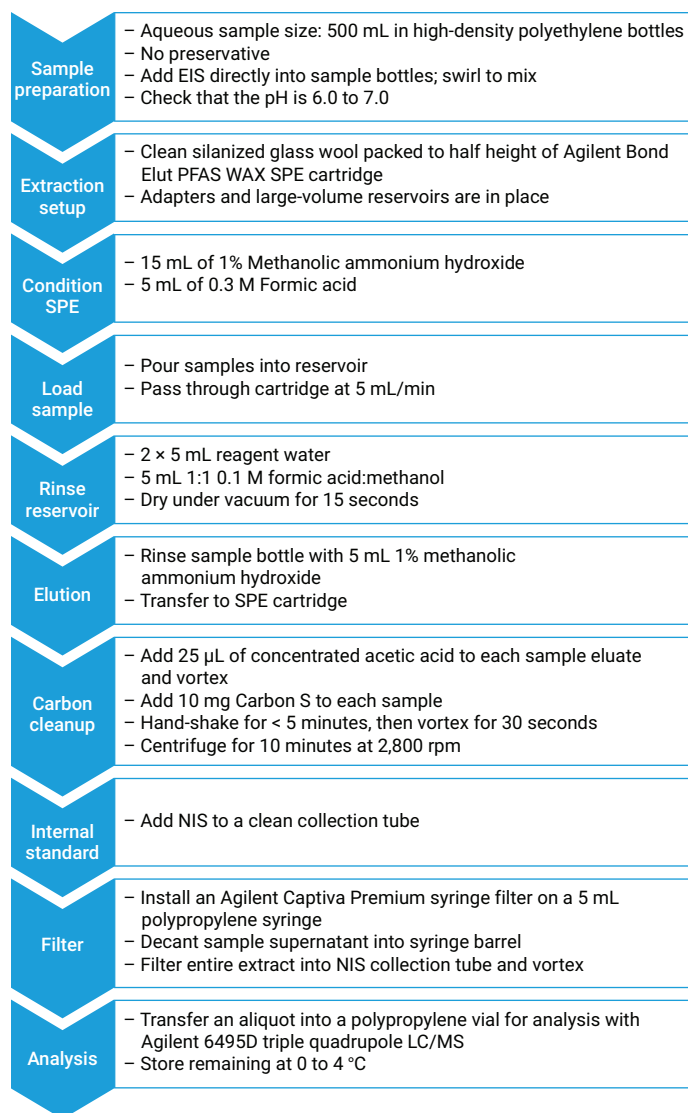 Sample
preparation
– Aqueous sample size: 500 mL in high-density polyethylene bottles
– No preservative
– Add EIS directly into sample bottles; swirl to mix
– Check that the pH is 6.0 to 7.0
Extraction
setup
– Clean silanized glass wool packed to half height of Agilent Bond
Elut PFAS WAX SPE cartridge
– Adapters and large-volume reservoirs are in place
Condition
SPE
– 15 mL of 1% Methanolic ammonium hydroxide
– 5 mL of 0.3 M Formic acid
Load
sample
– Pour samples into reservoir
– Pass through cartridge at 5 mL/min
Rinse
reservoir
– 2 × 5 mL reagent water
– 5 mL 1:1 0.1 M formic acid:methanol
– Dry under vacuum for 15 seconds
Elution
– Rinse sample bottle with 5 mL 1% methanolic
ammonium hydroxide
– Transfer to SPE cartridge
Carbon
cleanup
– Add 25 µL of concentrated acetic acid to each sample eluate
and vortex
– Add 10 mg Carbon S to each sample
– Hand-shake for < 5 minutes, then vortex for 30 seconds
– Centrifuge for 10 minutes at 2,800 rpm
Internal
standard
– Add NIS to a clean collection tube
Filter
– Install an Agilent Captiva Premium syringe filter on a 5 mL
polypropylene syringe
– Decant sample supernatant into syringe barrel
– Filter entire extract into NIS collection tube and vortex
Analysis
– Transfer an aliquot into a polypropylene vial for analysis with
Agilent 6495D triple quadrupole LC/MS
– Store remaining at 0 to 4 °C